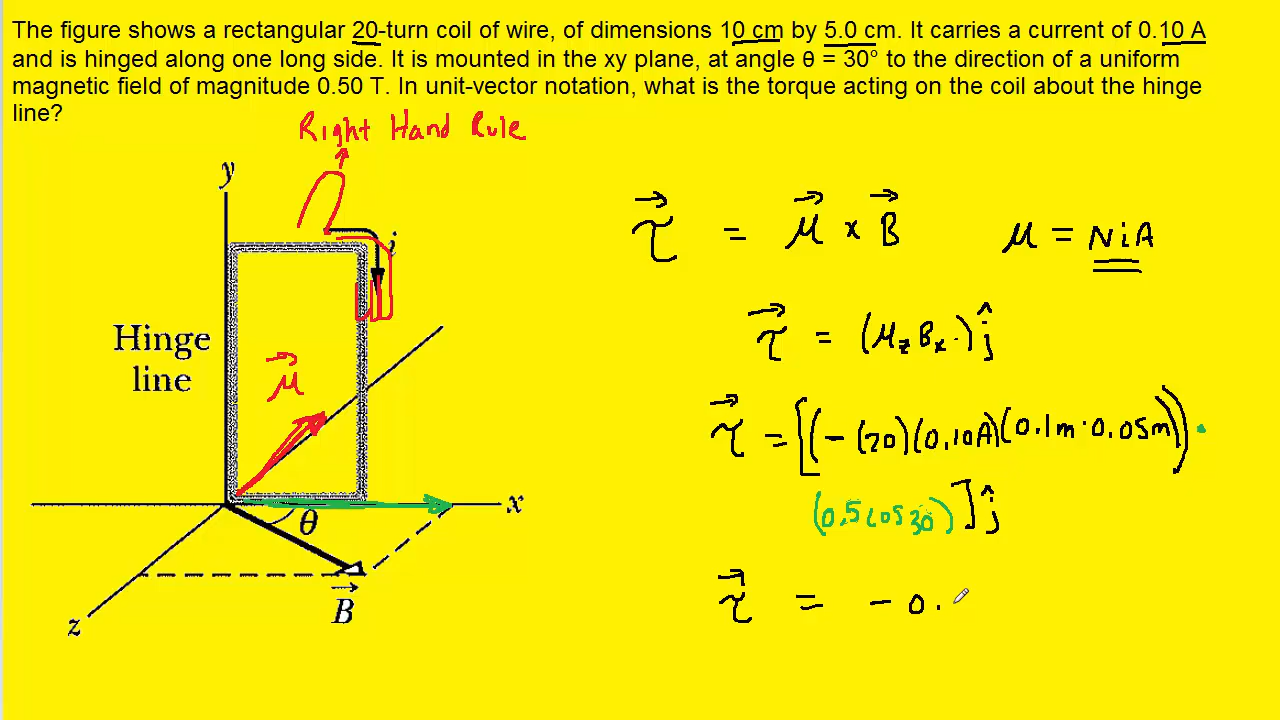 The figure shows a rectangular 20-turn coil of wire, of dimensions 10 cm by 5.0 cm. It carries a current of 0.10 A
and is hinged along one long side. It is mounted in the xy plane, at angle θ = 30° to the direction of a uniform
magnetic field of magnitude 0.50 T. In unit-vector notation, what is the torque acting on the coil about the hinge
line?
Right Hand Rule
y
i
Hinge
line
μ⃗
θ
x
B⃗
z
τ⃗ = μ⃗ × B⃗
μ = NiA
τ⃗ = (μz Bx.) ĵ
τ⃗ = [(-(20)(0.10A)(0.1m·0.05m))·
(0.5cos30)] ĵ
τ⃗ = -0.